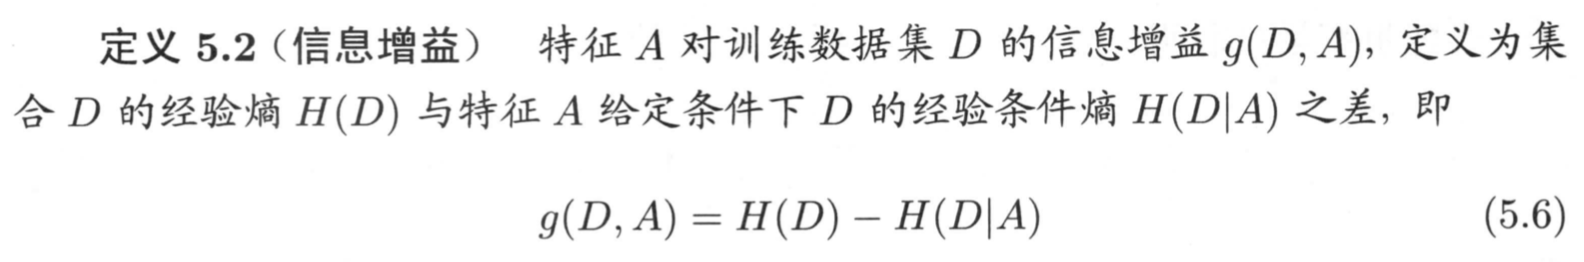 定义 5.2（信息增益） 特征 A 对训练数据集 D 的信息增益 g(D, A)，定义为集
合 D 的经验熵 H(D) 与特征 A 给定条件下 D 的经验条件熵 H(D|A) 之差，即
g(D, A) = H(D) − H(D|A) (5.6)